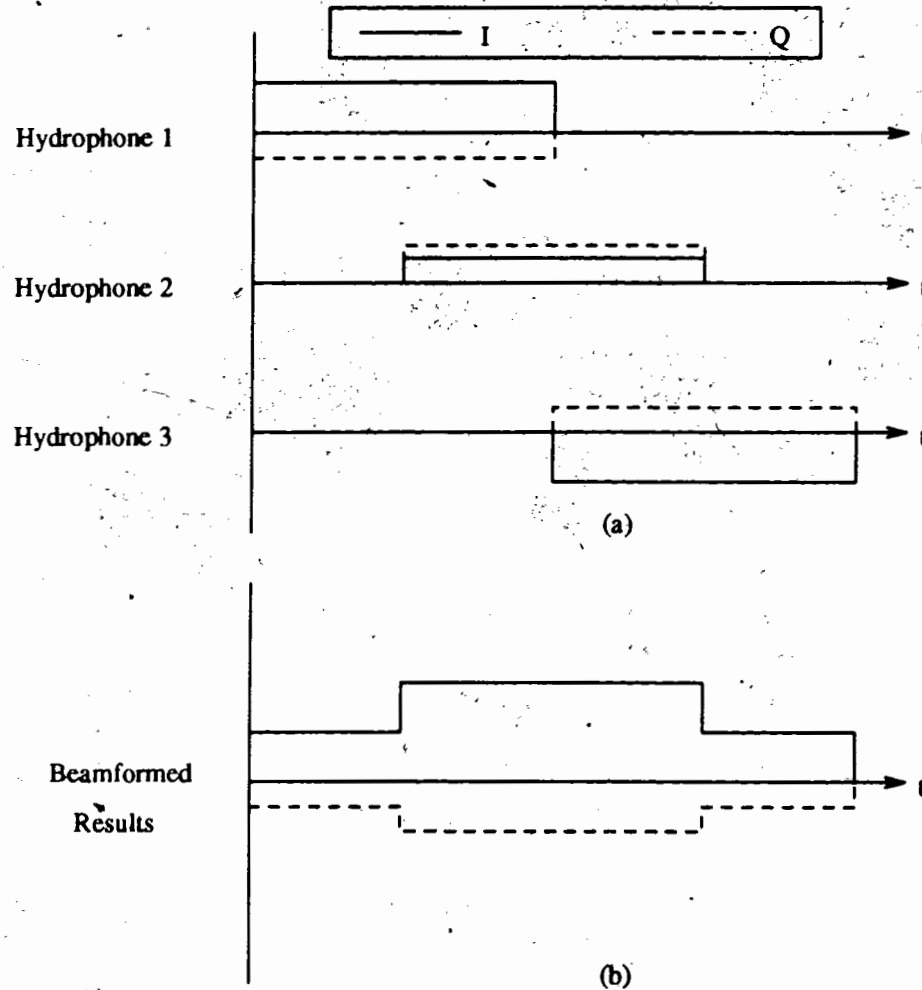 I Q
Hydrophone 1
Hydrophone 2
Hydrophone 3
(a)
Beamformed
Results
(b)